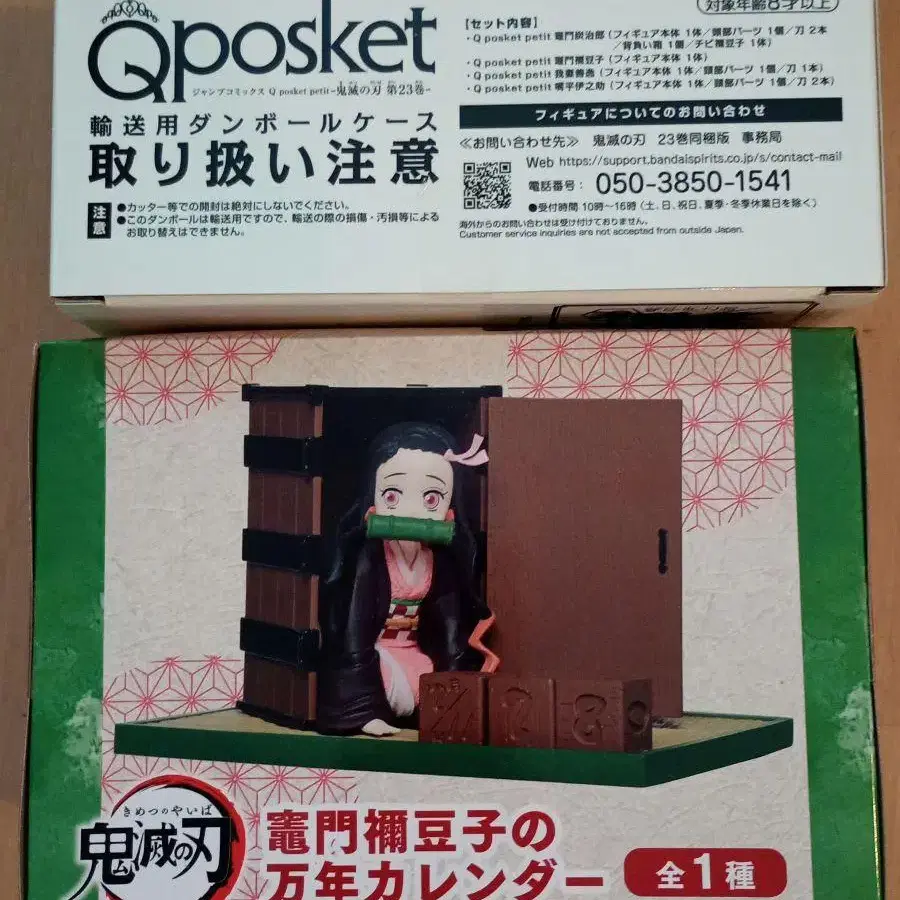 対象年齢8才以上
Qposket
ジャンプコミックス Q posket petit-鬼滅の刃 第23巻-
輸送用ダンボールケース
取り扱い注意
注意
●カッター等での開封は絶対にしないでください。
●このダンボールは輸送用ですので、輸送の際の損傷・汚損等による
お取り替えはできません。
【セット内容】
・Q posket petit 竈門炭治郎（フィギュア本体 1体／頭部パーツ 1個／刀 2本
／背負い箱 1個／チビ禰豆子 1体）
・Q posket petit 竈門禰豆子（フィギュア本体 1体）
・Q posket petit 我妻善逸（フィギュア本体 1体／頭部パーツ 1個／刀 1本）
・Q posket petit 嘴平伊之助（フィギュア本体 1体／頭部パーツ 1個／刀 2本）
フィギュアについてのお問い合わせ
≪お問い合わせ先≫ 鬼滅の刃 23巻同梱版 事務局
Web https://support.bandaispirits.co.jp/s/contact-mail
電話番号： 050-3850-1541
●受付時間 10時〜16時（土、日、祝日、夏季・冬季休業日を除く）
海外からのお問い合わせは受け付けておりません。
Customer service inquiries are not accepted from outside Japan.
きめつのやいば
鬼滅の刃
竈門禰豆子の
万年カレンダー
全1種